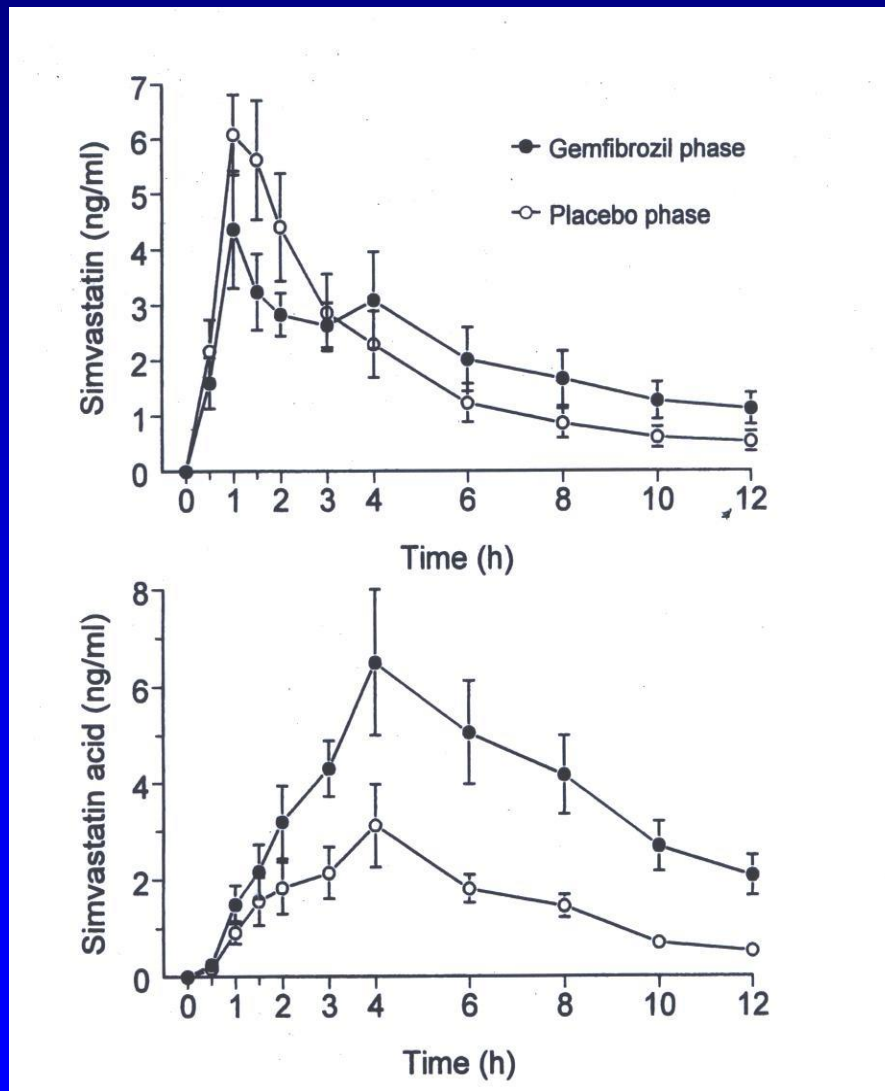 7
6
5
4
3
2
1
0
Simvastatin (ng/ml)
Gemfibrozil phase
Placebo phase
0 1 2 3 4 6 8 10 12
Time (h)
8
6
4
2
0
Simvastatin acid (ng/ml)
0 1 2 3 4 6 8 10 12
Time (h)